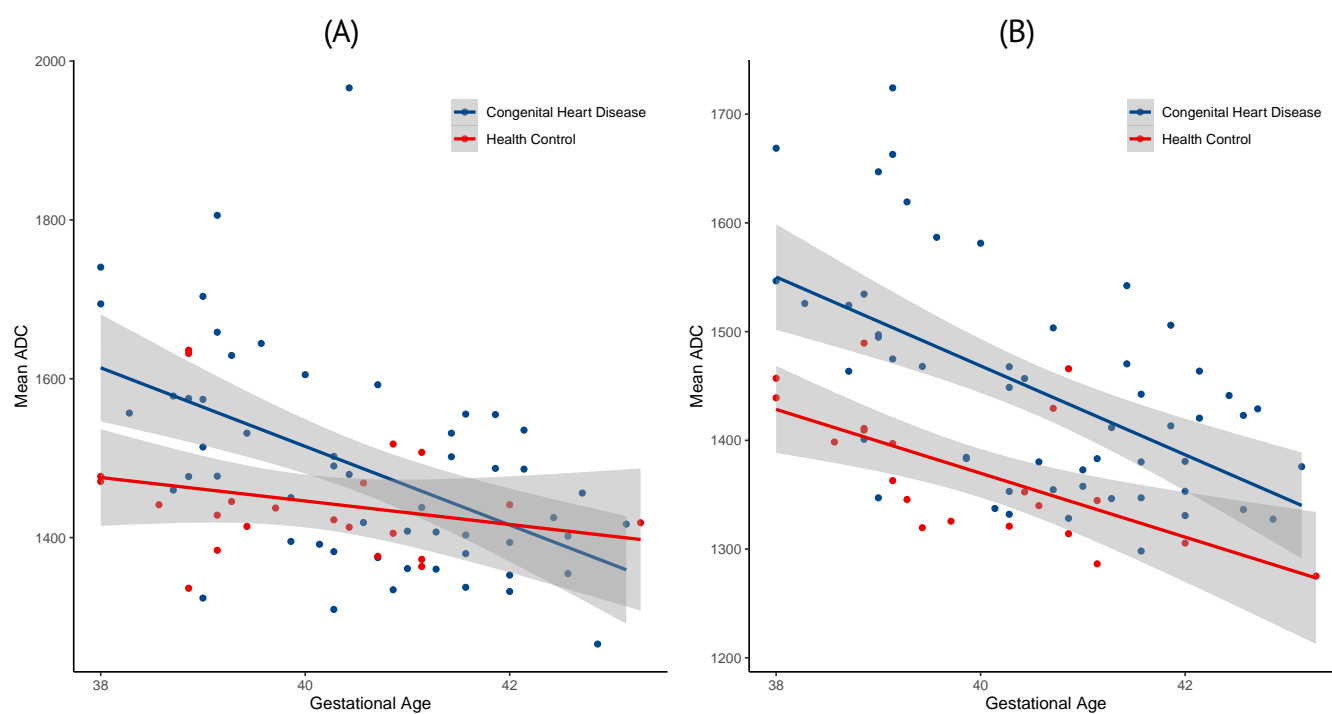 (A)
2000
1800
1600
1400
Mean ADC
38
40
42
Gestational Age
Congenital Heart Disease
Health Control
(B)
1700
1600
1500
1400
1300
1200
Mean ADC
38
40
42
Gestational Age
Congenital Heart Disease
Health Control